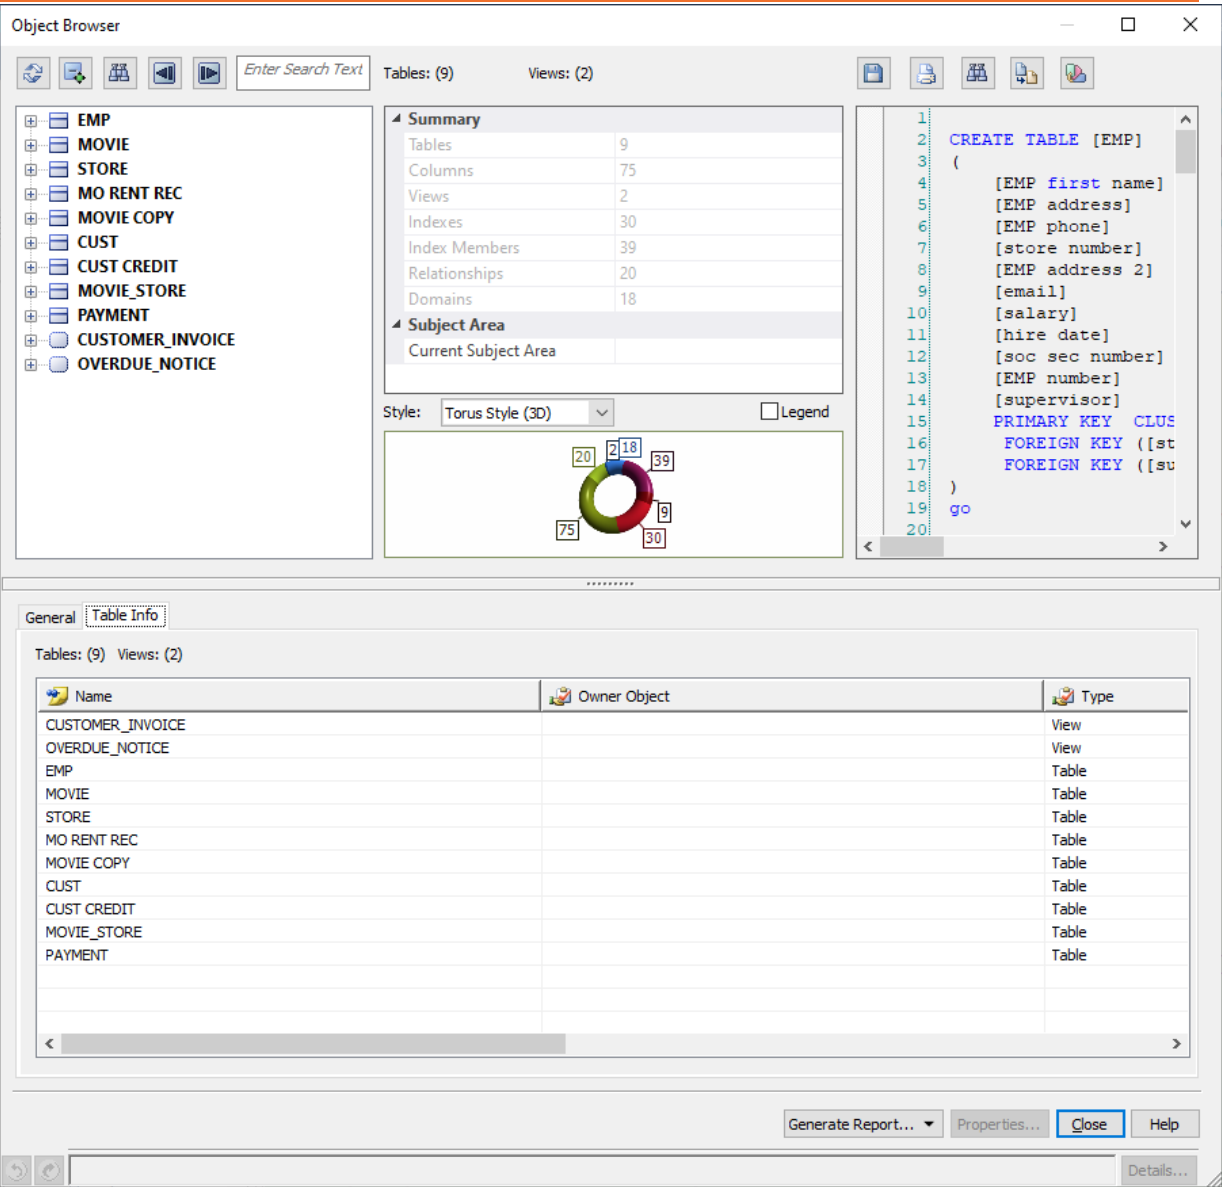 Object Browser
Enter Search Text
Tables: (9)
Views: (2)
EMP
MOVIE
STORE
MO RENT REC
MOVIE COPY
CUST
CUST CREDIT
MOVIE_STORE
PAYMENT
CUSTOMER_INVOICE
OVERDUE_NOTICE
Summary
Tables 9
Columns 75
Views 2
Indexes 30
Index Members 39
Relationships 20
Domains 18
Subject Area
Current Subject Area
Style: Torus Style (3D) Legend
20 2 18 39
9
75 30
1
2 CREATE TABLE [EMP]
3 (
4 [EMP first name]
5 [EMP address]
6 [EMP phone]
7 [store number]
8 [EMP address 2]
9 [email]
10 [salary]
11 [hire date]
12 [soc sec number]
13 [EMP number]
14 [supervisor]
15 PRIMARY KEY CLUS
16 FOREIGN KEY ([st
17 FOREIGN KEY ([su
18 )
19 go
20
General Table Info
Tables: (9) Views: (2)
Name Owner Object Type
CUSTOMER_INVOICE View
OVERDUE_NOTICE View
EMP Table
MOVIE Table
STORE Table
MO RENT REC Table
MOVIE COPY Table
CUST Table
CUST CREDIT Table
MOVIE_STORE Table
PAYMENT Table
Generate Report... Properties... Close Help
Details...